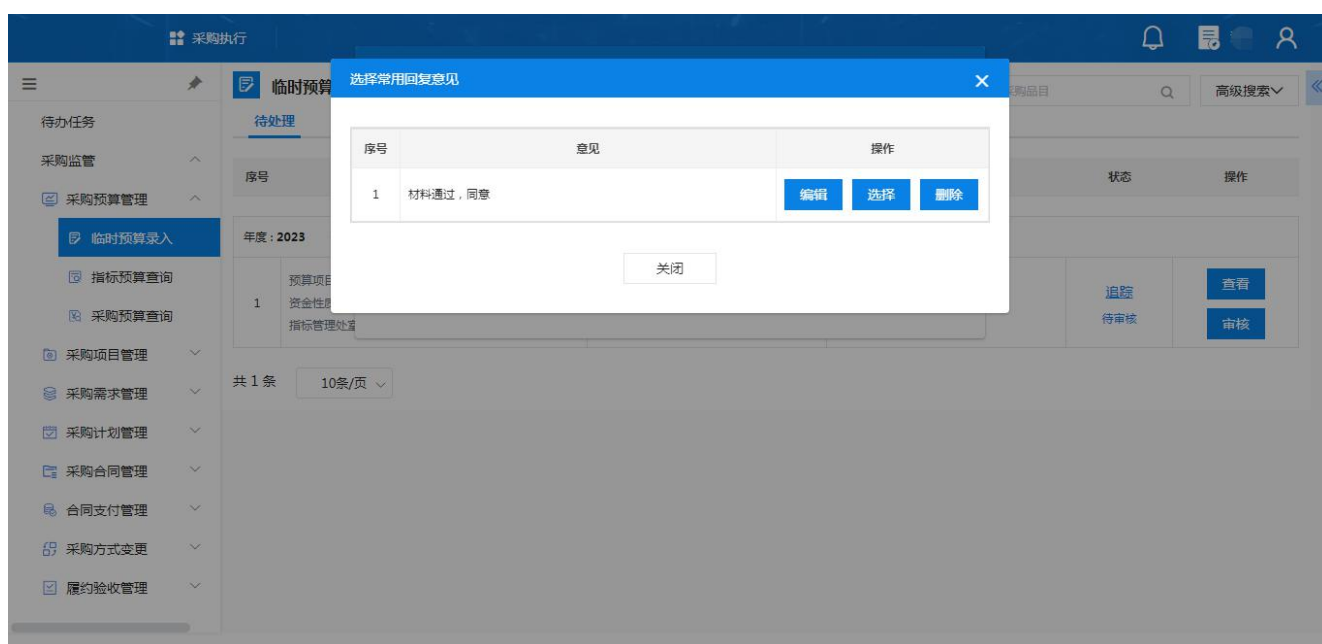 采购执行
临时预算
选择常用回复意见
采购品目
高级搜索
待办任务
待处理
采购监管
序号
意见
操作
序号
状态
操作
1
材料通过，同意
编辑
选择
删除
采购预算管理
临时预算录入
年度：2023
关闭
指标预算查询
预算项目
追踪
查看
1
资金性质
采购预算查询
指标管理处室
待审核
审核
采购项目管理
共 1 条
10条/页
采购需求管理
采购计划管理
采购合同管理
合同支付管理
采购方式变更
履约验收管理